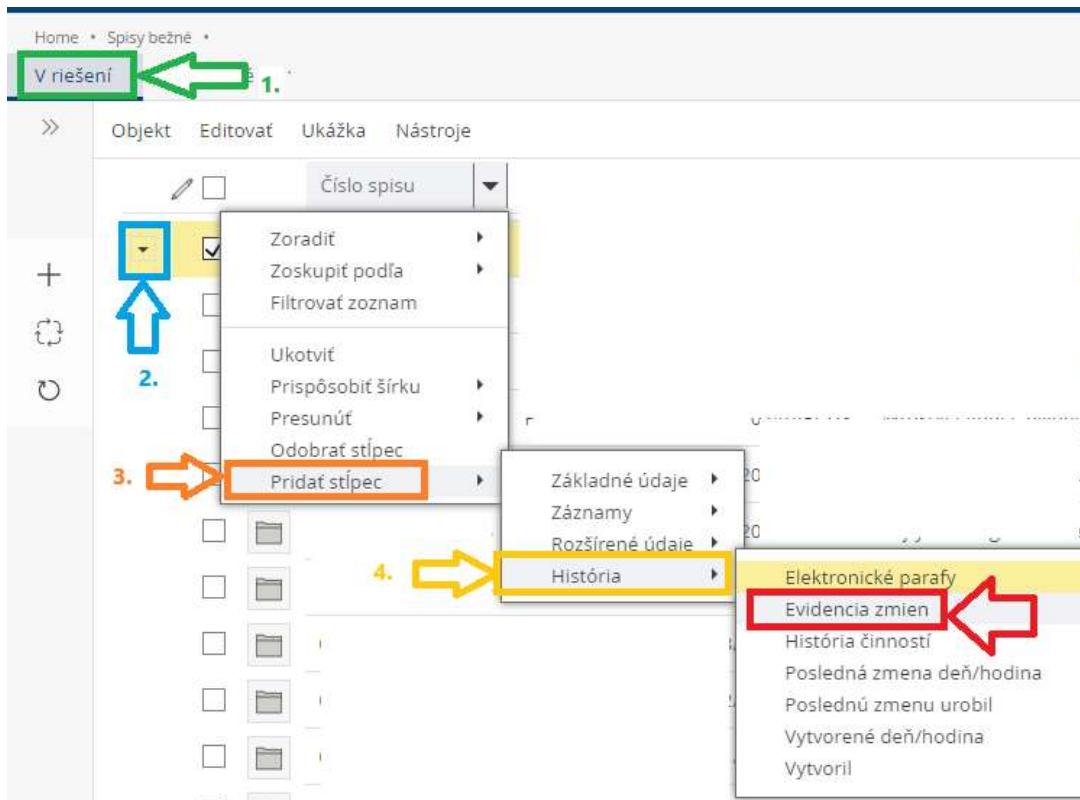 Home • Spisy bežné •
V riešení
1.
Objekt Editovať Ukážka Nástroje
Číslo spisu
Zoradiť
Zoskupiť podľa
Filtrovať zoznam
2.
Ukotviť
Prispôsobiť šírku
Presunúť
Odobrať stĺpec
3.
Pridať stĺpec
Základné údaje
Záznamy
Rozšírené údaje
4.
História
Elektronické parafy
Evidencia zmien
História činností
Posledná zmena deň/hodina
Poslednú zmenu urobil
Vytvorené deň/hodina
Vytvoril